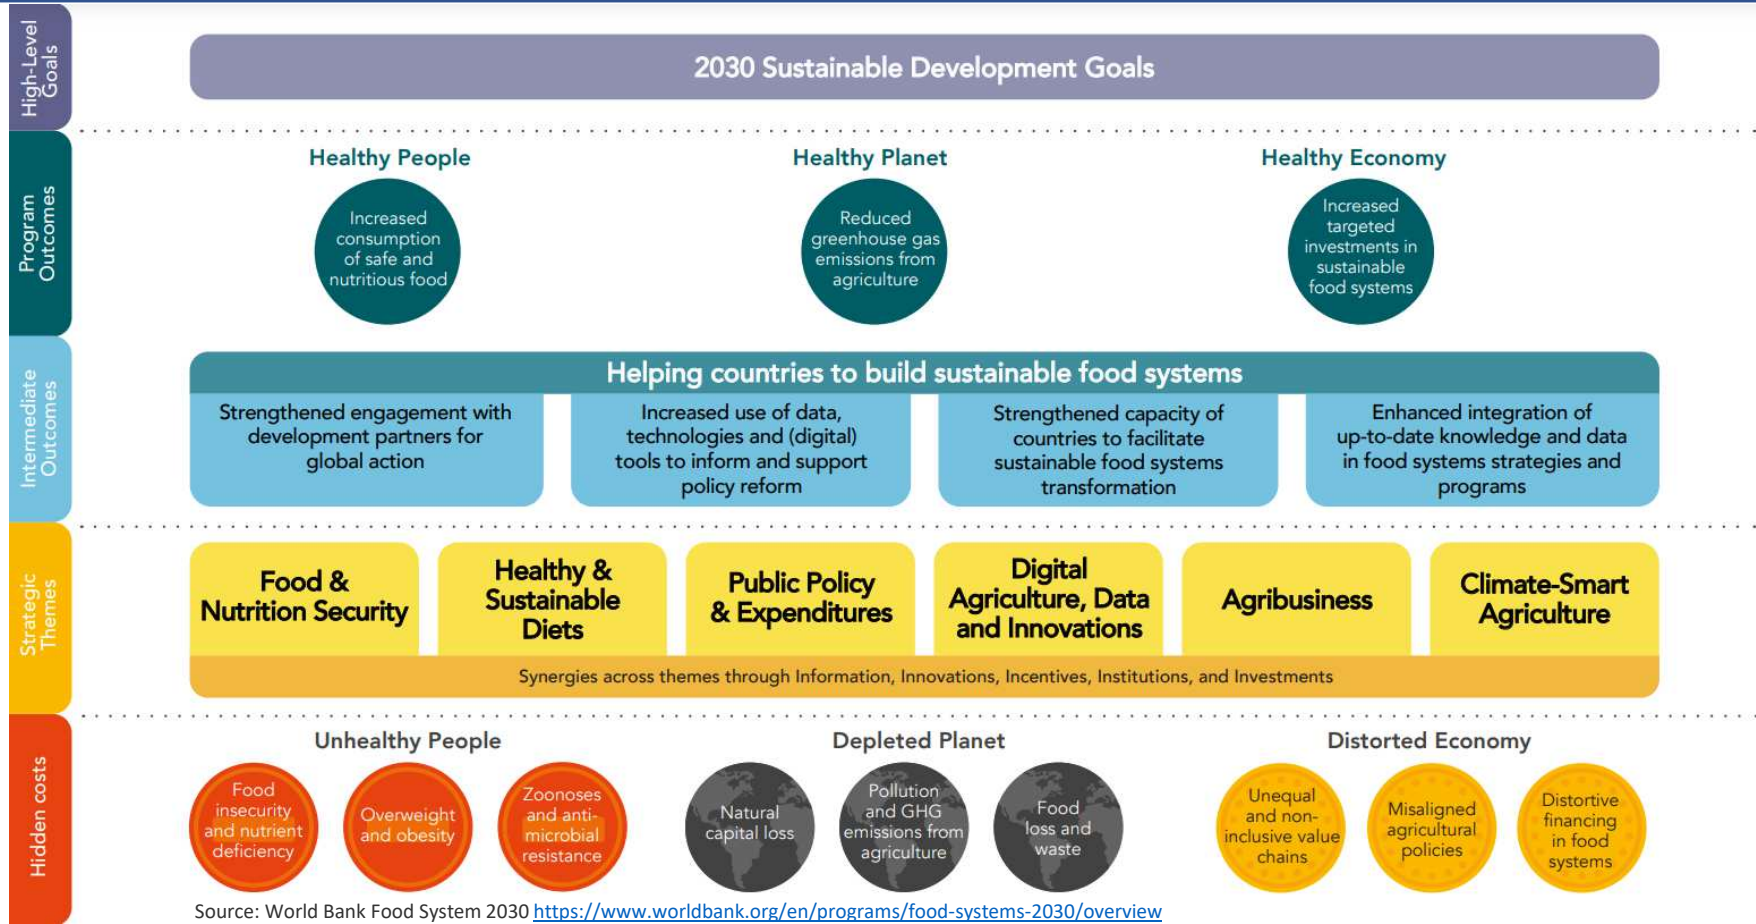 High-Level
Goals
2030 Sustainable Development Goals
Program
Outcomes
Healthy People
Increased
consumption
of safe and
nutritious food
Healthy Planet
Reduced
greenhouse gas
emissions from
agriculture
Healthy Economy
Increased
targeted
investments in
sustainable
food systems
Intermediate
Outcomes
Helping countries to build sustainable food systems
Strengthened engagement with
development partners for
global action
Increased use of data,
technologies and (digital)
tools to inform and support
policy reform
Strengthened capacity of
countries to facilitate
sustainable food systems
transformation
Enhanced integration of
up-to-date knowledge and data
in food systems strategies and
programs
Strategic
Themes
Food &
Nutrition Security
Healthy &
Sustainable
Diets
Public Policy
& Expenditures
Digital
Agriculture, Data
and Innovations
Agribusiness
Climate-Smart
Agriculture
Synergies across themes through Information, Innovations, Incentives, Institutions, and Investments
Hidden costs
Unhealthy People
Food
insecurity
and nutrient
deficiency
Overweight
and obesity
Zoonoses
and anti-
microbial
resistance
Depleted Planet
Natural
capital loss
Pollution
and GHG
emissions from
agriculture
Food
loss and
waste
Distorted Economy
Unequal
and non-
inclusive value
chains
Misaligned
agricultural
policies
Distortive
financing
in food
systems
Source: World Bank Food System 2030 https://www.worldbank.org/en/programs/food-systems-2030/overview